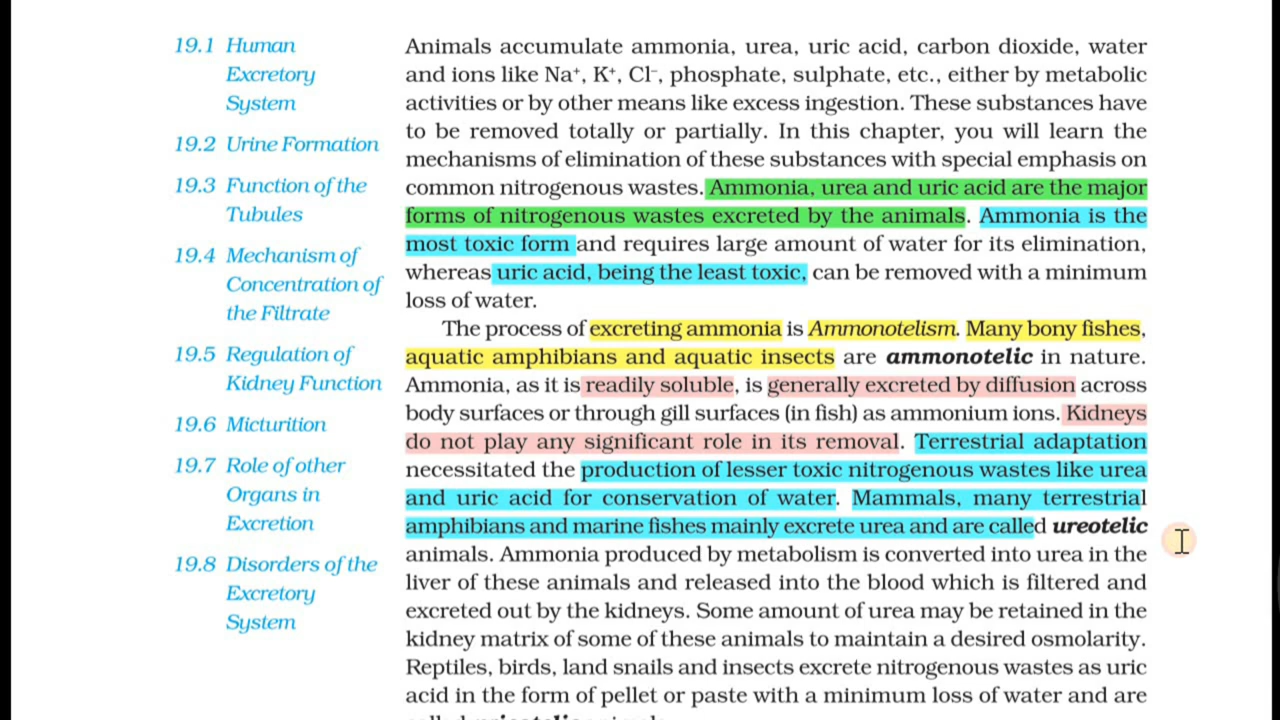 19.1 Human
Excretory
System
19.2 Urine Formation
19.3 Function of the
Tubules
19.4 Mechanism of
Concentration of
the Filtrate
19.5 Regulation of
Kidney Function
19.6 Micturition
19.7 Role of other
Organs in
Excretion
19.8 Disorders of the
Excretory
System
Animals accumulate ammonia, urea, uric acid, carbon dioxide, water
and ions like Na⁺, K⁺, Cl⁻, phosphate, sulphate, etc., either by metabolic
activities or by other means like excess ingestion. These substances have
to be removed totally or partially. In this chapter, you will learn the
mechanisms of elimination of these substances with special emphasis on
common nitrogenous wastes. Ammonia, urea and uric acid are the major
forms of nitrogenous wastes excreted by the animals. Ammonia is the
most toxic form and requires large amount of water for its elimination,
whereas uric acid, being the least toxic, can be removed with a minimum
loss of water.
The process of excreting ammonia is Ammonotelism. Many bony fishes,
aquatic amphibians and aquatic insects are ammonotelic in nature.
Ammonia, as it is readily soluble, is generally excreted by diffusion across
body surfaces or through gill surfaces (in fish) as ammonium ions. Kidneys
do not play any significant role in its removal. Terrestrial adaptation
necessitated the production of lesser toxic nitrogenous wastes like urea
and uric acid for conservation of water. Mammals, many terrestrial
amphibians and marine fishes mainly excrete urea and are called ureotelic
animals. Ammonia produced by metabolism is converted into urea in the
liver of these animals and released into the blood which is filtered and
excreted out by the kidneys. Some amount of urea may be retained in the
kidney matrix of some of these animals to maintain a desired osmolarity.
Reptiles, birds, land snails and insects excrete nitrogenous wastes as uric
acid in the form of pellet or paste with a minimum loss of water and are